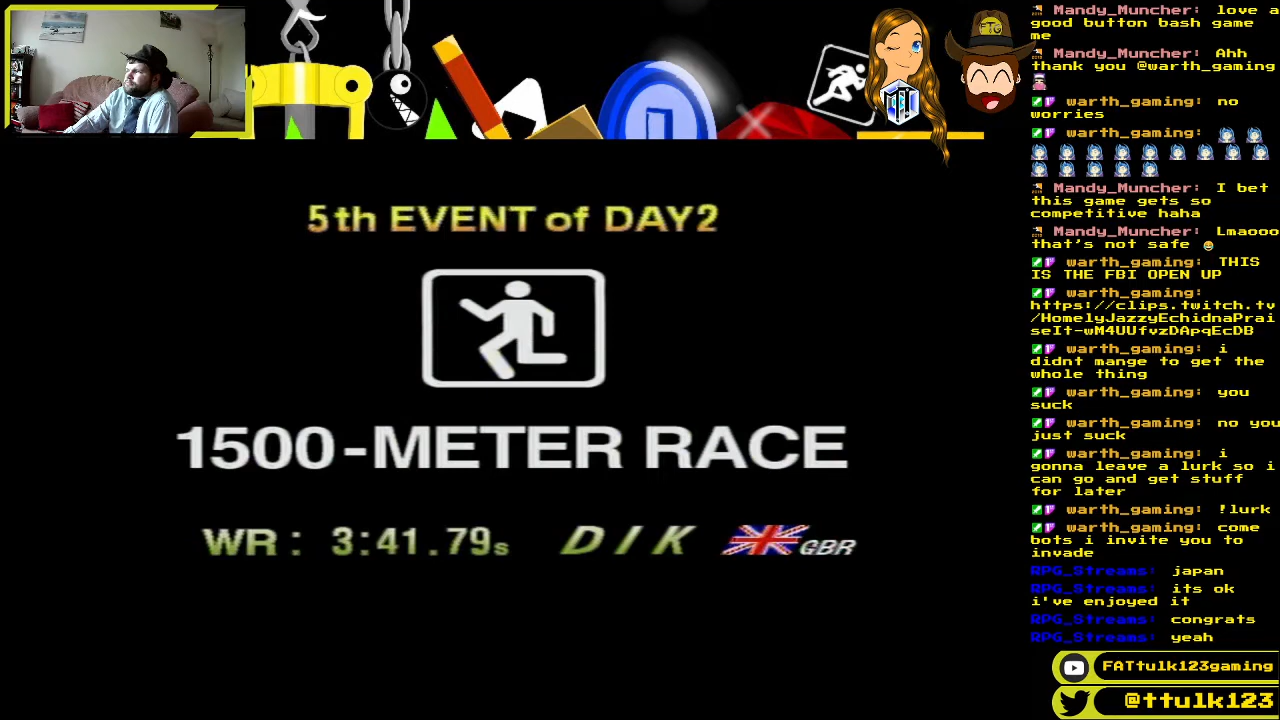 5th EVENT of DAY2
1500-METER RACE
WR: 3:41.79s DIK GBR
Mandy_Muncher: love a
good button bash game
me
Mandy_Muncher: Ahh
thank you @warth_gaming
warth_gaming: no
worries
warth_gaming:
Mandy_Muncher: I bet
this game gets so
competitive haha
Mandy_Muncher: Lmaooo
that's not safe
warth_gaming: THIS
IS THE FBI OPEN UP
warth_gaming:
https://clips.twitch.tv
/HomelyJazzyEchidnaPrai
seIt-wM4UUfvzDApqEcDB
warth_gaming: i
didnt mange to get the
whole thing
warth_gaming: you
suck
warth_gaming: no you
just suck
warth_gaming: i
gonna leave a lurk so i
can go and get stuff
for later
warth_gaming: !lurk
warth_gaming: come
bots i invite you to
invade
RPG_Streams: japan
RPG_Streams: its ok
i've enjoyed it
RPG_Streams: congrats
RPG_Streams: yeah
FATtulk123gaming
@ttulk123